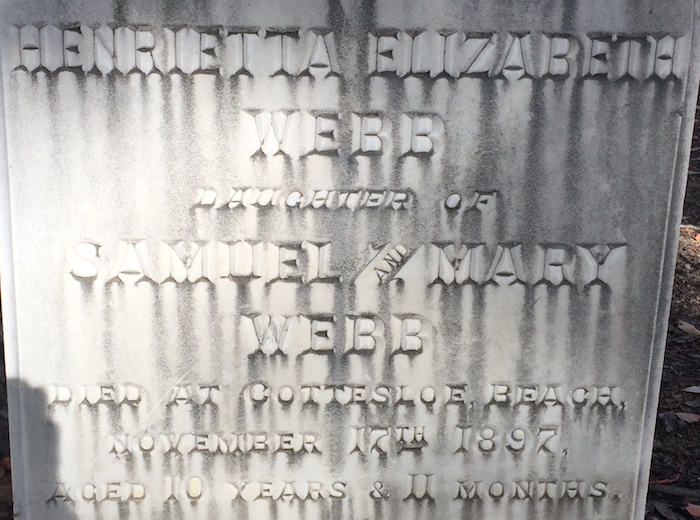 HENRIETTA ELIZABETH
WEBB
DAUGHTER OF
SAMUEL AND MARY
WEBB
DIED AT COTTESLOE, BEACH,
NOVEMBER 17TH 1897,
AGED 10 YEARS & 11 MONTHS.